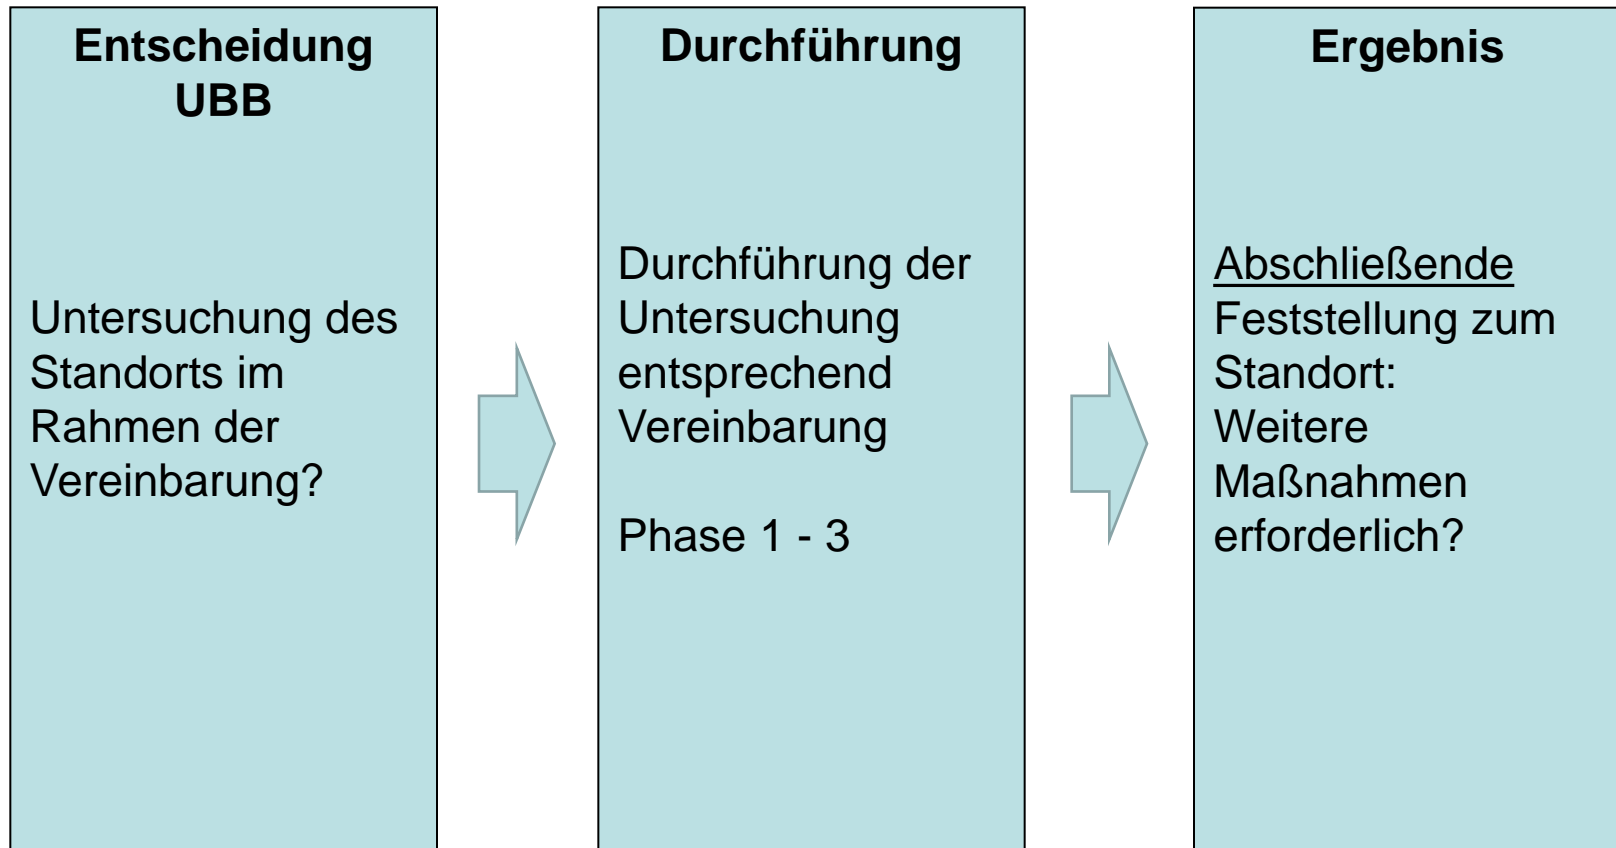 Entscheidung
UBB
Untersuchung des
Standorts im
Rahmen der
Vereinbarung?
Durchführung
Durchführung der
Untersuchung
entsprechend
Vereinbarung
Phase 1 - 3
Ergebnis
Abschließende
Feststellung zum
Standort:
Weitere
Maßnahmen
erforderlich?